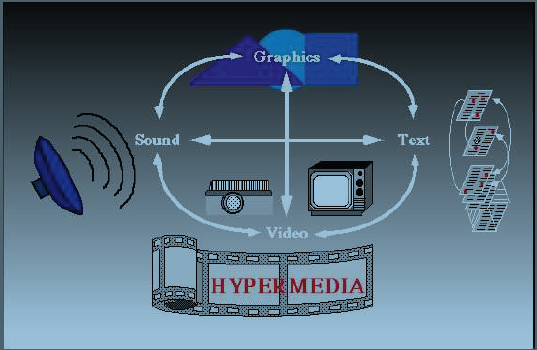 Graphics
Sound
Text
Video
HYPERMEDIA